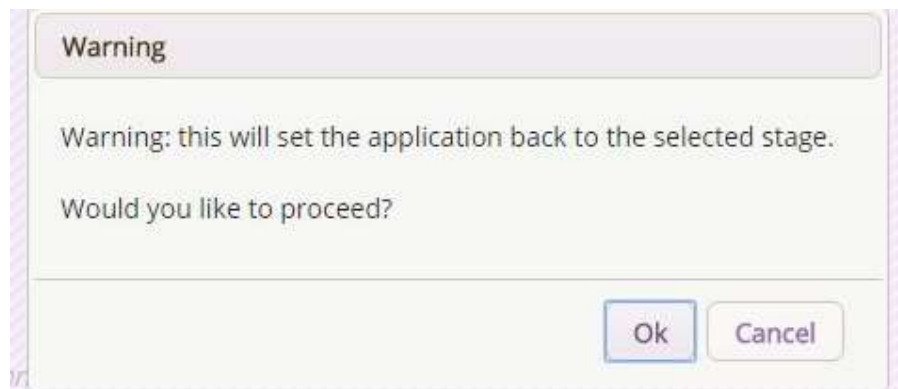 Warning
Warning: this will set the application back to the selected stage.
Would you like to proceed?
Ok Cancel